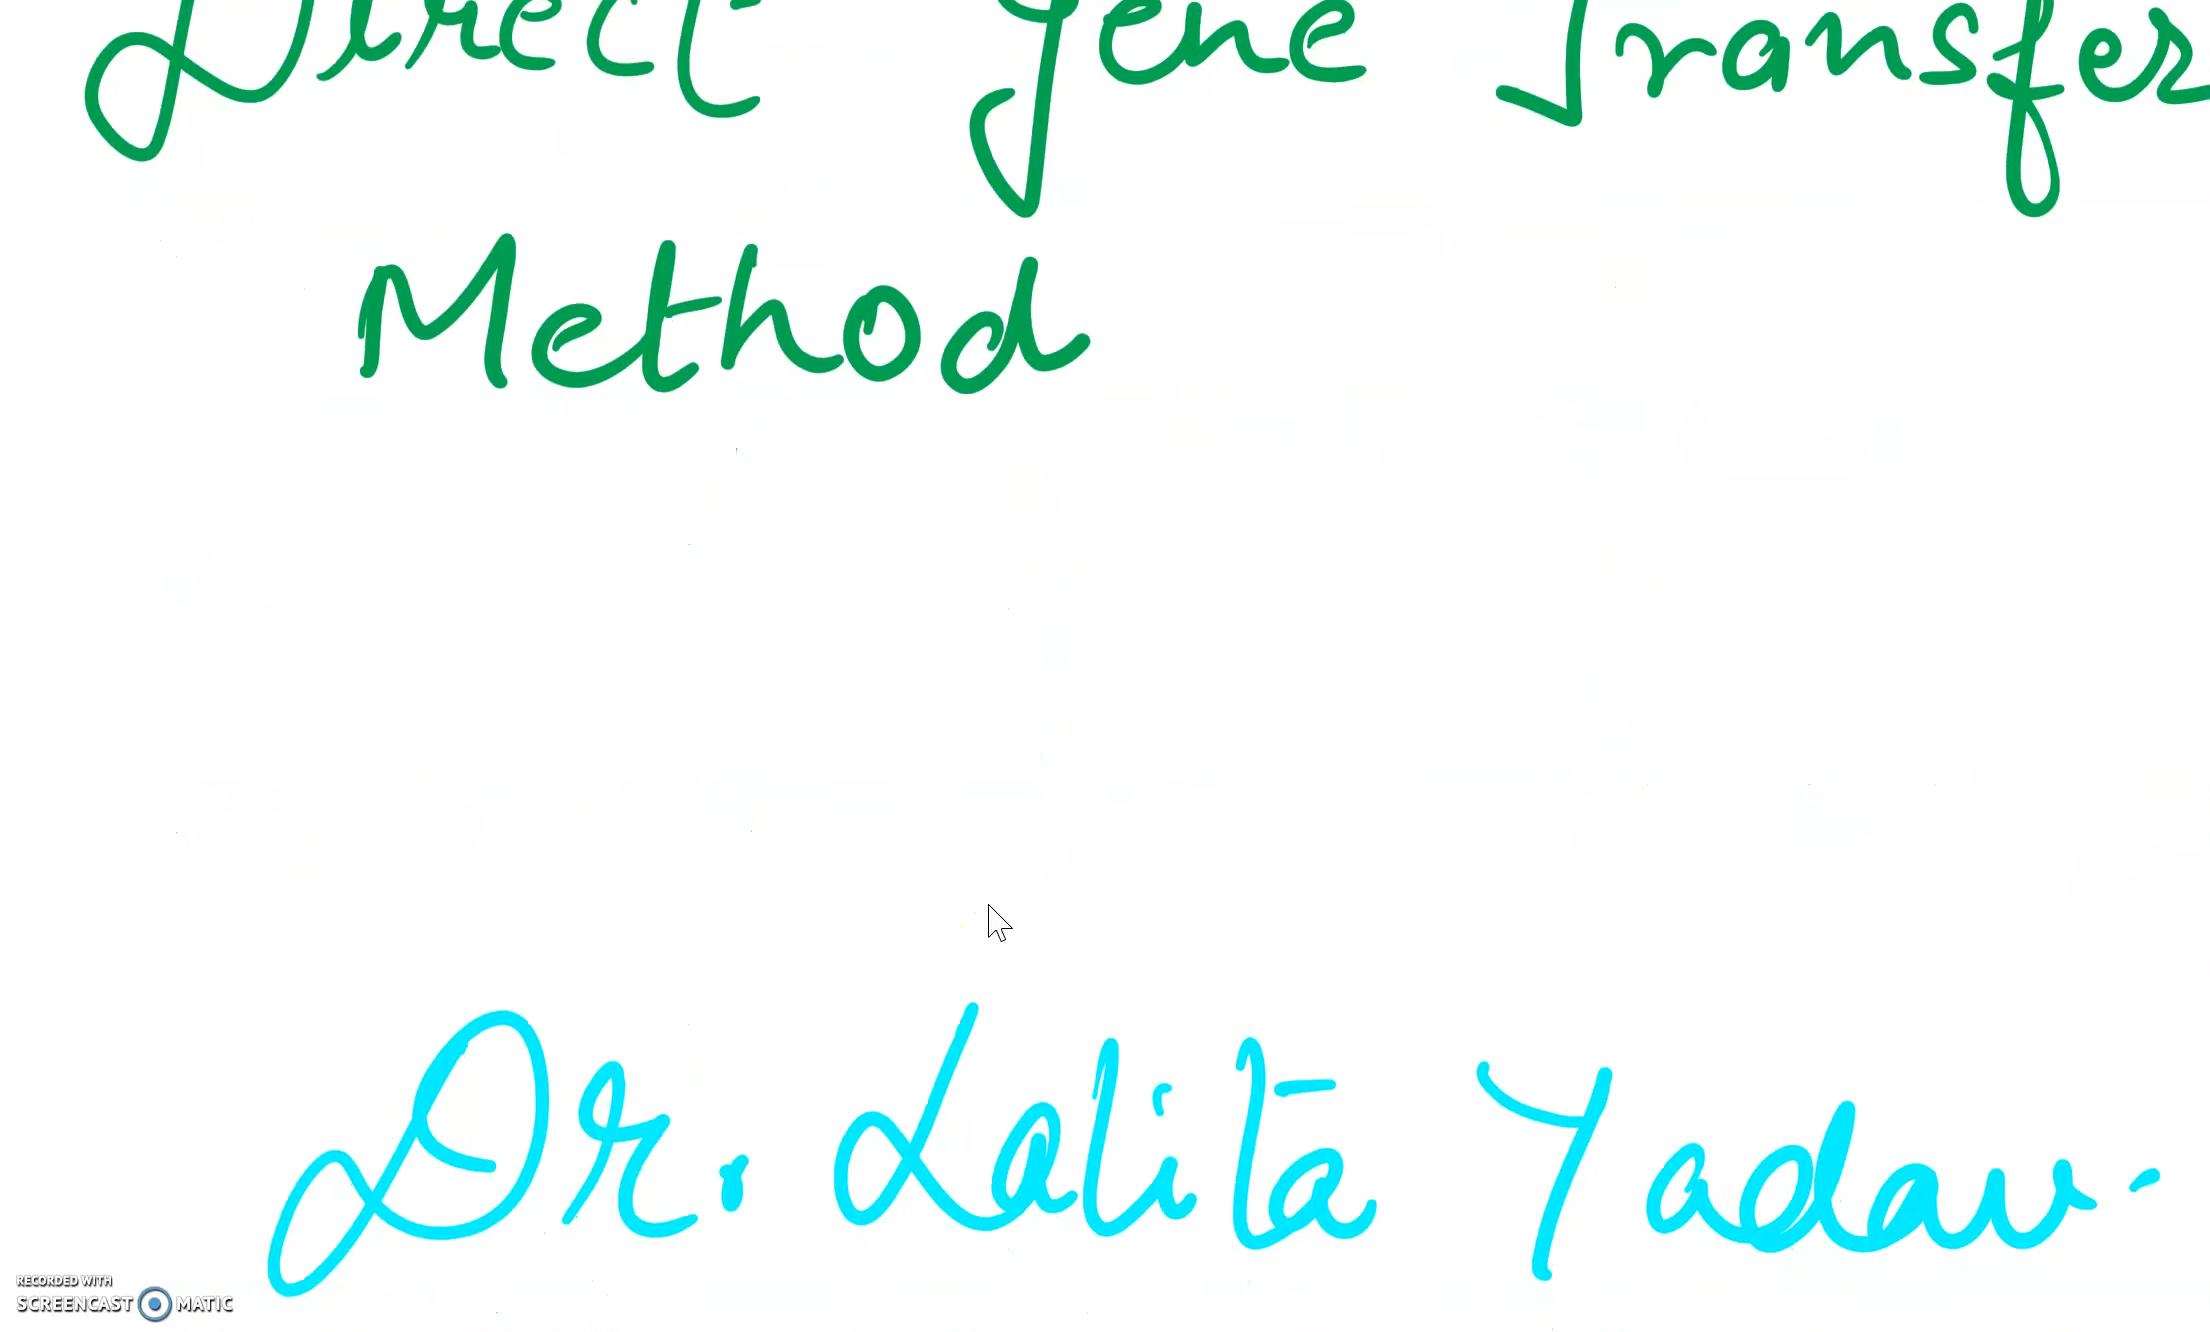 Direct Gene Transfer
Method
Dr. Lalita Yadav.
RECORDED WITH
SCREENCAST MATIC